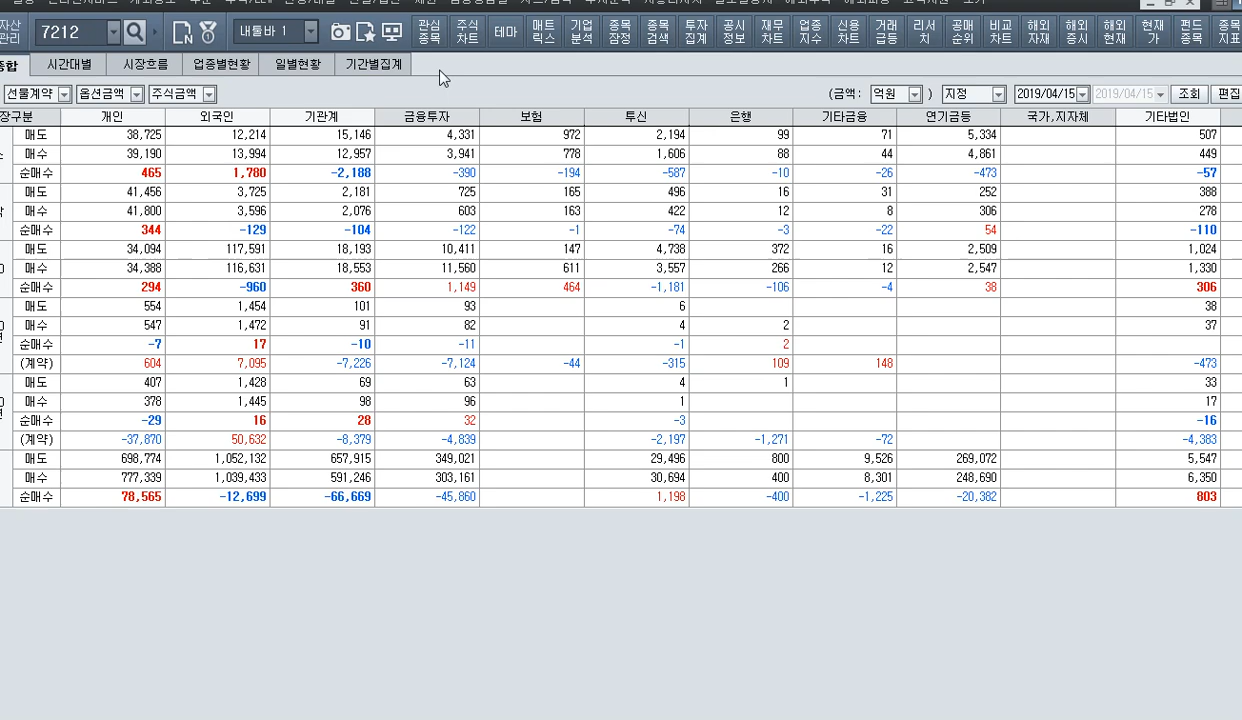 자산 관리 7212 내툴바 1 관심 종목 주식 차트 테마 매트 릭스 기업 분석 종목 잠정 종목 검색 투자 집계 공시 정보 재무 차트 업종 지수 신용 차트 거래 급등 리서 치 공매 순위 비교 차트 해외 자재 해외 증시 해외 현재 현재 가 펀드 종목 종목 지표
종합 시간대별 시장흐름 업종별현황 일별현황 기간별집계
선물계약 옵션금액 주식금액 (금액: 억원 ) 지정 2019/04/15 2019/04/15 조회 편집
장구분 개인 외국인 기관계 금융투자 보험 투신 은행 기타금융 연기금등 국가,지자체 기타법인
매도 38,725 12,214 15,146 4,331 972 2,194 99 71 5,334 507
매수 39,190 13,994 12,957 3,941 778 1,606 88 44 4,861 449
순매수 465 1,780 -2,188 -390 -194 -587 -10 -26 -473 -57
매도 41,456 3,725 2,181 725 165 496 16 31 252 388
매수 41,800 3,596 2,076 603 163 422 12 8 306 278
순매수 344 -129 -104 -122 -1 -74 -3 -22 54 -110
매도 34,094 117,591 18,193 10,411 147 4,738 372 16 2,509 1,024
매수 34,388 116,631 18,553 11,560 611 3,557 266 12 2,547 1,330
순매수 294 -960 360 1,149 464 -1,181 -106 -4 38 306
매도 554 1,454 101 93 6 38
매수 547 1,472 91 82 4 2 37
순매수 -7 17 -10 -11 -1 2
(계약) 604 7,095 -7,226 -7,124 -44 -315 109 148 -473
매도 407 1,428 69 63 4 1 33
매수 378 1,445 98 96 1 17
순매수 -29 16 28 32 -3 -16
(계약) -37,870 50,632 -8,379 -4,839 -2,197 -1,271 -72 -4,383
매도 698,774 1,052,132 657,915 349,021 29,496 800 9,526 269,072 5,547
매수 777,339 1,039,433 591,246 303,161 30,694 400 8,301 248,690 6,350
순매수 78,565 -12,699 -66,669 -45,860 1,198 -400 -1,225 -20,382 803